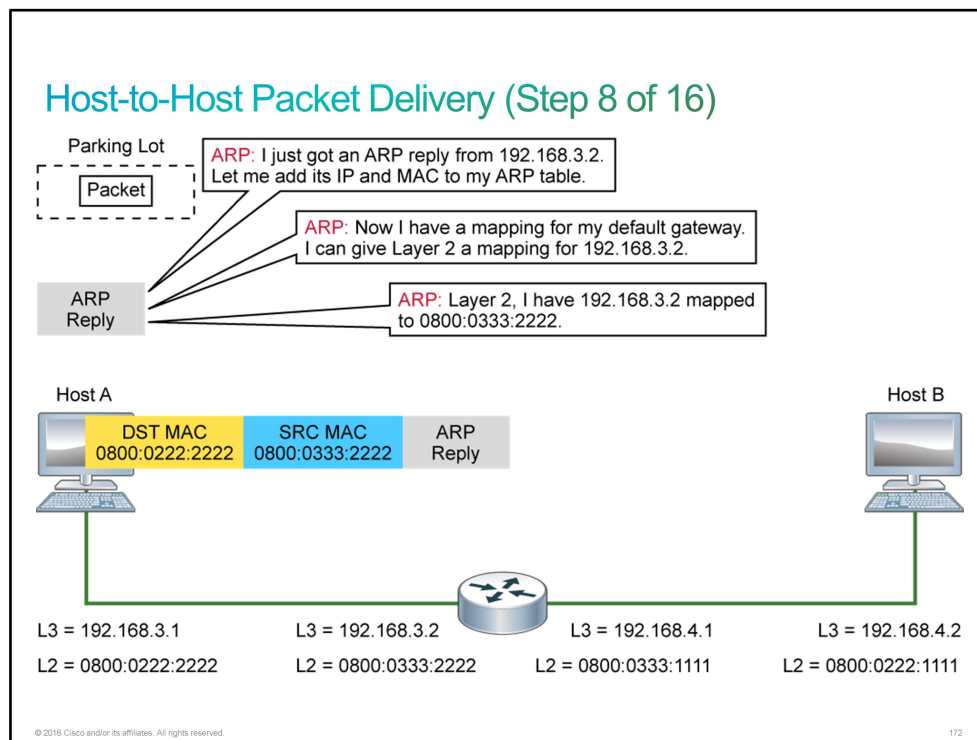 Host-to-Host Packet Delivery (Step 8 of 16)
Parking Lot
Packet
ARP: I just got an ARP reply from 192.168.3.2.
Let me add its IP and MAC to my ARP table.
ARP: Now I have a mapping for my default gateway.
I can give Layer 2 a mapping for 192.168.3.2.
ARP
Reply
ARP: Layer 2, I have 192.168.3.2 mapped
to 0800:0333:2222.
Host A
Host B
DST MAC
0800:0222:2222
SRC MAC
0800:0333:2222
ARP
Reply
L3 = 192.168.3.1
L3 = 192.168.3.2
L3 = 192.168.4.1
L3 = 192.168.4.2
L2 = 0800:0222:2222
L2 = 0800:0333:2222
L2 = 0800:0333:1111
L2 = 0800:0222:1111
© 2016 Cisco and/or its affiliates. All rights reserved.
172